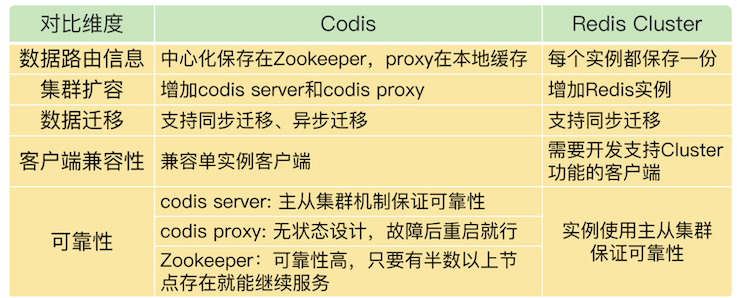 对比维度 Codis Redis Cluster
数据路由信息 中心化保存在Zookeeper，proxy在本地缓存 每个实例都保存一份
集群扩容 增加codis server和codis proxy 增加Redis实例
数据迁移 支持同步迁移、异步迁移 支持同步迁移
客户端兼容性 兼容单实例客户端 需要开发支持Cluster
功能的客户端
可靠性
codis server: 主从集群机制保证可靠性
codis proxy: 无状态设计，故障后重启就行
Zookeeper：可靠性高，只要有半数以上节
点存在就能继续服务
实例使用主从集群
保证可靠性